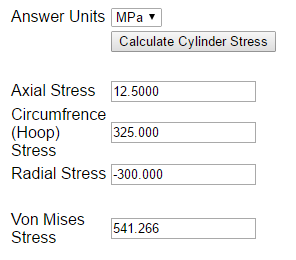 Answer Units MPa
Calculate Cylinder Stress
Axial Stress 12.5000
Circumfrence
(Hoop) 325.000
Stress
Radial Stress -300.000
Von Mises
Stress 541.266